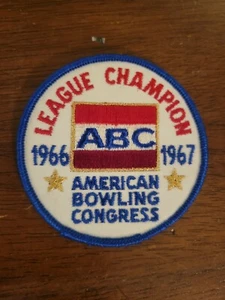 LEAGUE CHAMPION
ABC
1966 1967
AMERICAN
BOWLING
CONGRESS